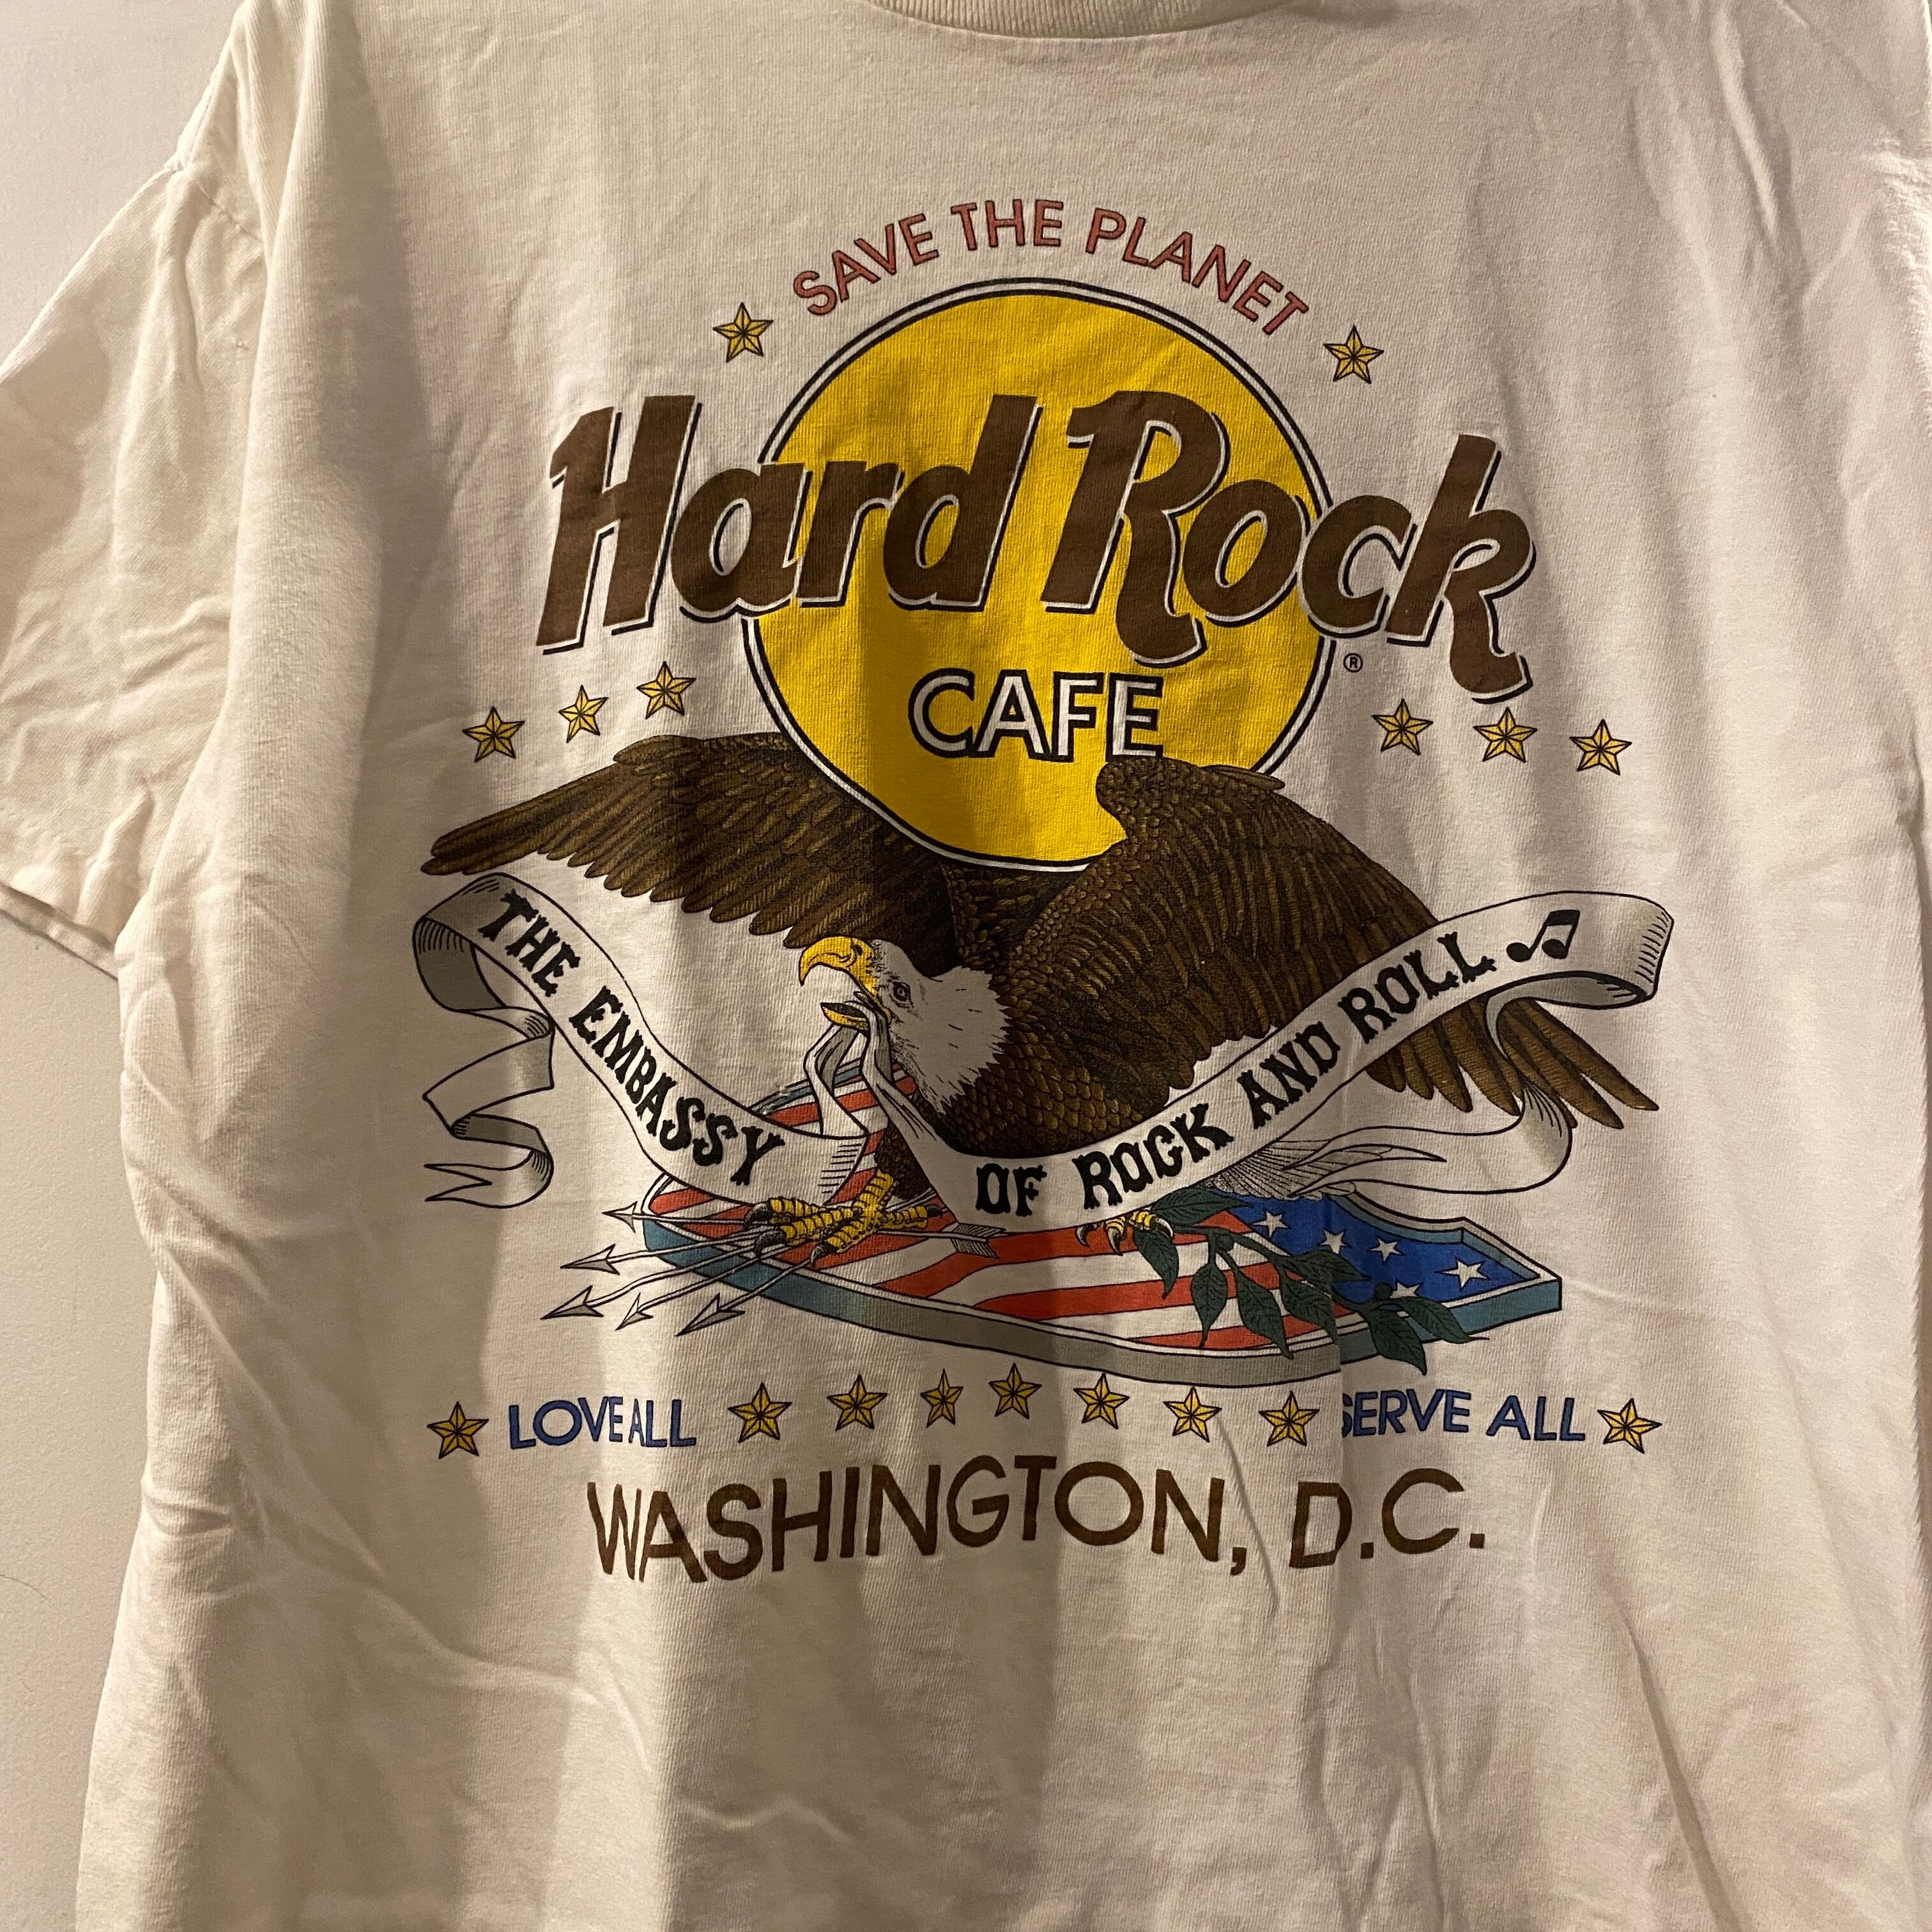 SAVE THE PLANET
Hard Rock
CAFE
®
THE EMBASSY OF ROCK AND ROLL
LOVE ALL SERVE ALL
WASHINGTON, D.C.